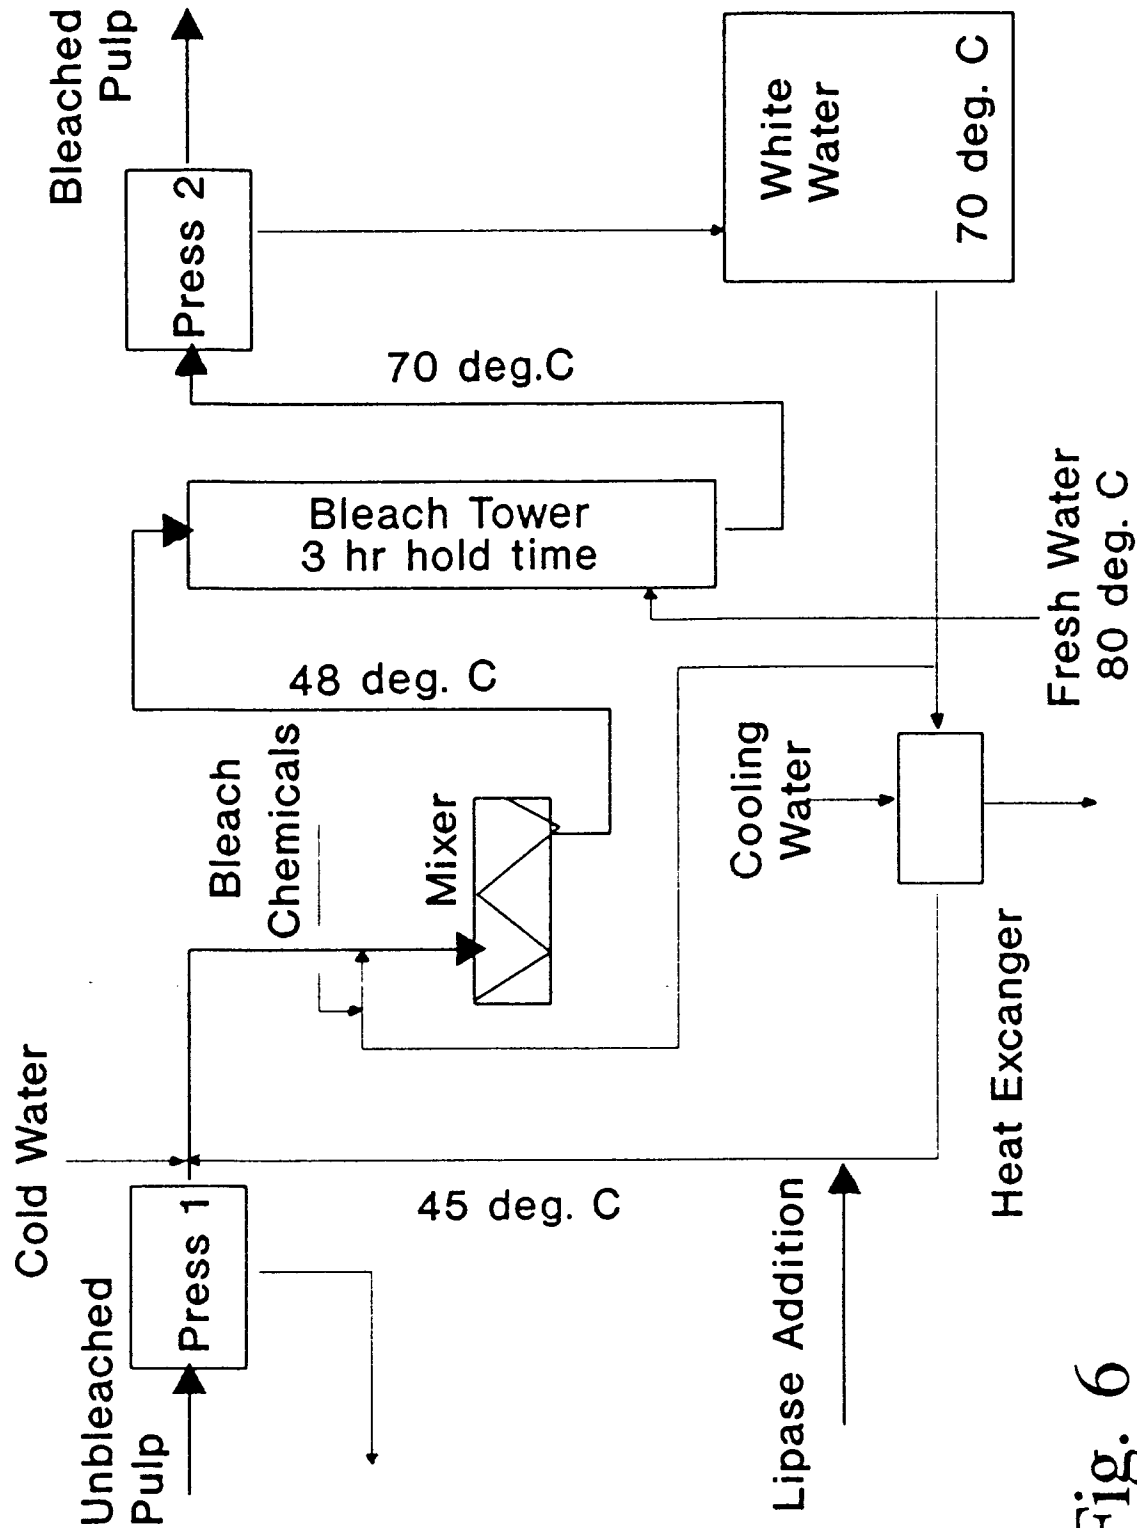 Unbleached
Pulp
Cold Water
Press 1
45 deg. C
Lipase Addition
Heat Excanger
Bleach
Chemicals
Mixer
Cooling
Water
48 deg. C
Fresh Water
80 deg. C
Bleach Tower
3 hr hold time
70 deg.C
Press 2
Bleached
Pulp
White
Water
70 deg. C
Fig. 6